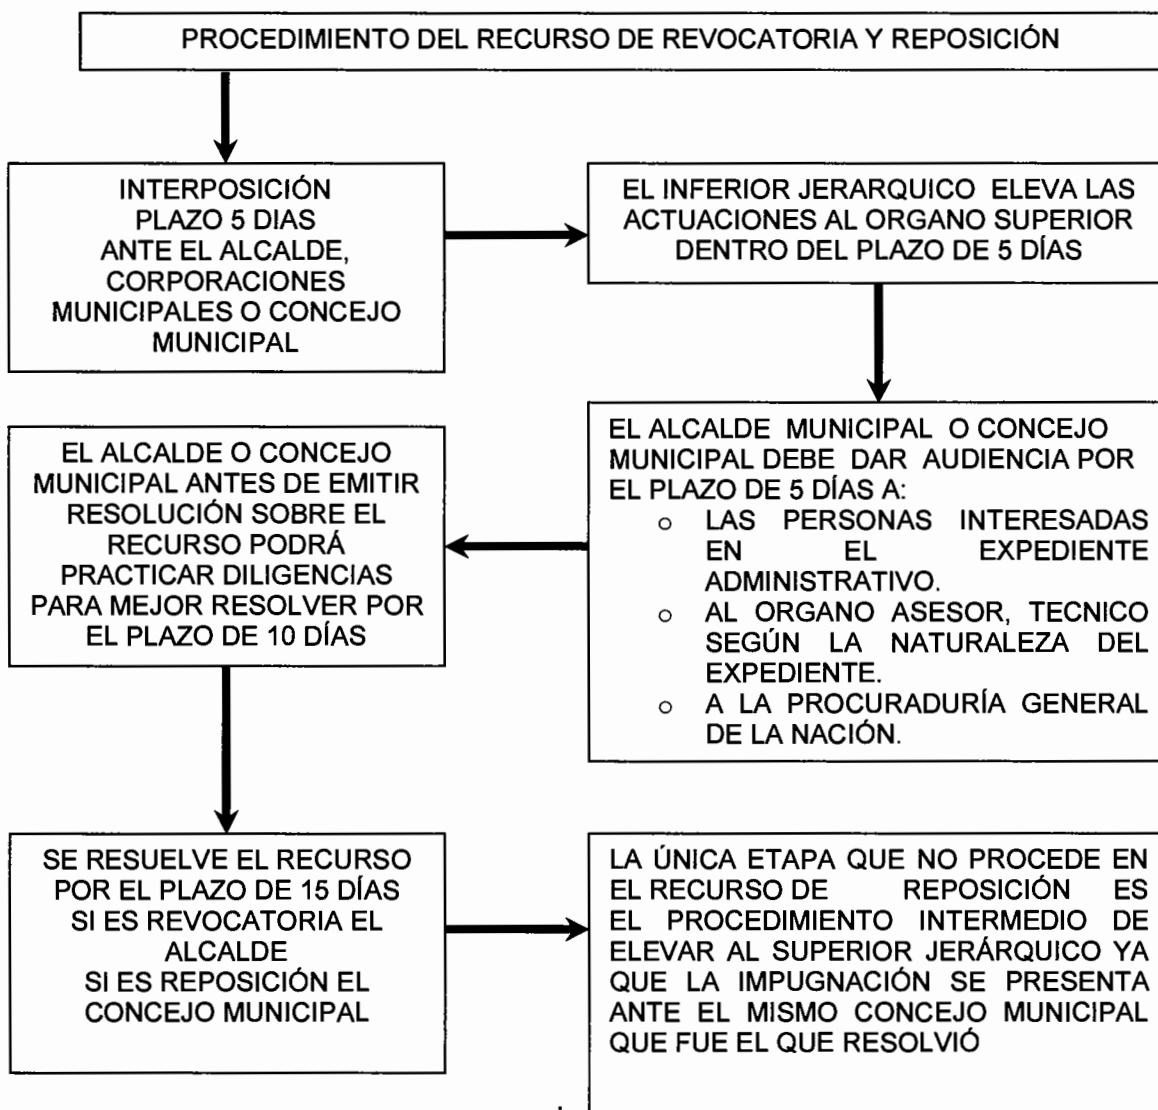 PROCEDIMIENTO DEL RECURSO DE REVOCATORIA Y REPOSICIÓN
INTERPOSICIÓN
PLAZO 5 DIAS
ANTE EL ALCALDE,
CORPORACIONES
MUNICIPALES O CONCEJO
MUNICIPAL
EL INFERIOR JERARQUICO ELEVA LAS
ACTUACIONES AL ORGANO SUPERIOR
DENTRO DEL PLAZO DE 5 DÍAS
EL ALCALDE MUNICIPAL O CONCEJO
MUNICIPAL DEBE DAR AUDIENCIA POR
EL PLAZO DE 5 DÍAS A:
o LAS PERSONAS INTERESADAS
EN EL EXPEDIENTE
ADMINISTRATIVO.
o AL ORGANO ASESOR, TECNICO
SEGÚN LA NATURALEZA DEL
EXPEDIENTE.
o A LA PROCURADURÍA GENERAL
DE LA NACIÓN.
EL ALCALDE O CONCEJO
MUNICIPAL ANTES DE EMITIR
RESOLUCIÓN SOBRE EL
RECURSO PODRÁ
PRACTICAR DILIGENCIAS
PARA MEJOR RESOLVER POR
EL PLAZO DE 10 DÍAS
SE RESUELVE EL RECURSO
POR EL PLAZO DE 15 DÍAS
SI ES REVOCATORIA EL
ALCALDE
SI ES REPOSICIÓN EL
CONCEJO MUNICIPAL
LA ÚNICA ETAPA QUE NO PROCEDE EN
EL RECURSO DE REPOSICIÓN ES
EL PROCEDIMIENTO INTERMEDIO DE
ELEVAR AL SUPERIOR JERÁRQUICO YA
QUE LA IMPUGNACIÓN SE PRESENTA
ANTE EL MISMO CONCEJO MUNICIPAL
QUE FUE EL QUE RESOLVIÓ